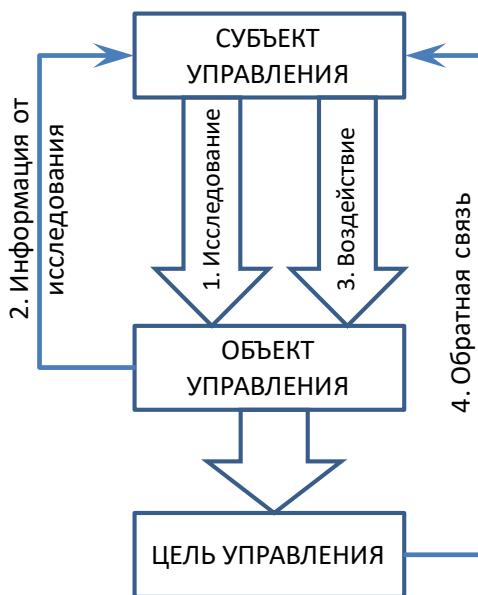 СУБЪЕКТ
УПРАВЛЕНИЯ
2. Информация от
исследования
1. Исследование
3. Воздействие
4. Обратная связь
ОБЪЕКТ
УПРАВЛЕНИЯ
ЦЕЛЬ УПРАВЛЕНИЯ